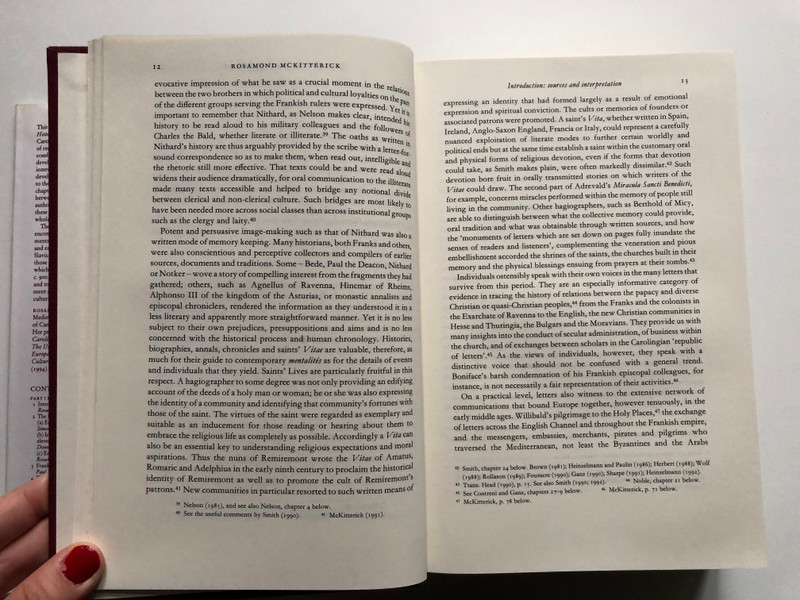 12 ROSAMOND MCKITTERICK
evocative impression of what he saw as a crucial moment in the relations
between the two brothers in which political and cultural loyalties on the part
of the different groups serving the Frankish rulers were expressed. Yet it is
important to remember that Nithard, as Nelson makes clear, intended his
history to be read aloud to his military colleagues and the followers of
Charles the Bald, whether literate or illiterate.³⁹ The oaths as written in
Nithard's history are thus arguably provided by the scribe with a letter-for-
sound correspondence so as to make them, when read out, intelligible and
the rhetoric still more effective. That texts could be and were read aloud
widens their audience dramatically, for oral communication to the illiterate
made many texts accessible and helped to bridge any notional divide
between clerical and non-clerical culture. Such bridges are most likely to
have been needed more across social classes than across institutional groups
such as the clergy and laity.⁴⁰
Potent and persuasive image-making such as that of Nithard was also a
written mode of memory keeping. Many historians, both Franks and others,
were also conscientious and perceptive collectors and compilers of earlier
sources, documents and traditions. Some – Bede, Paul the Deacon, Nithard
or Notker – wove a story of compelling interest from the fragments they had
gathered; others, such as Agnellus of Ravenna, Hincmar of Rheims,
Alphonso III of the kingdom of the Asturias, or monastic annalists and
episcopal chroniclers, rendered the information as they understood it in a
less literary and apparently more straightforward manner. Yet it is no less
subject to their own prejudices, presuppositions and aims and is no less
concerned with the historical process and human chronology. Histories,
biographies, annals, chronicles and saints' Vitae are valuable, therefore, as
much for their guide to contemporary mentalités as for the details of events
and individuals that they yield. Saints' Lives are particularly fruitful in this
respect. A hagiographer to some degree was not only providing an edifying
account of the deeds of a holy man or woman; he or she was also expressing
the identity of a community and identifying that community's fortunes with
those of the saint. The virtues of the saint were regarded as exemplary and
suitable as an inducement for those reading or hearing about them to
embrace the religious life as completely as possible. Accordingly a Vita can
also be an essential key to understanding religious expectations and moral
aspirations. Thus the nuns of Remiremont wrote the Vitae of Amatus,
Romaric and Adelphius in the early ninth century to proclaim the historical
identity of Remiremont as well as to promote the cult of Remiremont's
patrons.⁴¹ New communities in particular resorted to such written means of
³⁹ Nelson (1985), and see also Nelson, chapter 4 below.
⁴⁰ See the useful comments by Smith (1990). ⁴¹ McKitterick (1991).
Introduction: sources and interpretation 13
expressing an identity that had formed largely as a result of emotional
expression and spiritual conviction. The cults or memories of founders or
associated patrons were promoted. A saint's Vita, whether written in Spain,
Ireland, Anglo-Saxon England, Francia or Italy, could represent a carefully
nuanced exploitation of literate modes to further certain worldly and
political ends but at the same time establish a saint within the customary oral
and physical forms of religious devotion, even if the forms that devotion
could take, as Smith makes plain, were often markedly dissimilar.⁴² Such
devotion bore fruit in orally transmitted stories on which writers of the
Vitae could draw. The second part of Adrevald's Miracula Sancti Benedicti,
for example, concerns miracles performed within the memory of people still
living in the community. Other hagiographers, such as Berthold of Micy,
are able to distinguish between what the collective memory could provide,
oral tradition and what was obtainable through written sources, and how
the 'monuments of letters which are set down on pages fully inundate the
senses of readers and listeners', complementing the veneration and pious
embellishment accorded the shrines of the saints, the churches built in their
memory and the physical blessings ensuing from prayers at their tombs.⁴³
Individuals ostensibly speak with their own voices in the many letters that
survive from this period. They are an especially informative category of
evidence in tracing the history of relations between the papacy and diverse
Christian or quasi-Christian peoples,⁴⁴ from the Franks and the colonists in
the Exarchate of Ravenna to the English, the new Christian communities in
Hesse and Thuringia, the Bulgars and the Moravians. They provide us with
many insights into the conduct of secular administration, of business within
the church, and of exchanges between scholars in the Carolingian 'republic
of letters'.⁴⁵ As the views of individuals, however, they speak with a
distinctive voice that should not be confused with a general trend.
Boniface's harsh condemnation of his Frankish episcopal colleagues, for
instance, is not necessarily a fair representation of their activities.⁴⁶
On a practical level, letters also witness to the extensive network of
communications that bound Europe together, however tenuously, in the
early middle ages. Willibald's pilgrimage to the Holy Places,⁴⁷ the exchange
of letters across the English Channel and throughout the Frankish empire,
and the messengers, embassies, merchants, pirates and pilgrims who
traversed the Mediterranean, not least the Byzantines and the Arabs
⁴² Smith, chapter 24 below. Brown (1981); Heinzelmann and Poulin (1986); Herbert (1988); Wolf
(1988); Rollason (1989); Fouracre (1990); Ganz (1990); Sharpe (1991); Heinzelmann (1992).
⁴³ Trans. Head (1990), p. 15. See also Smith (1990; 1992). ⁴⁴ Noble, chapter 21 below.
⁴⁵ See Contreni and Ganz, chapters 27–9 below. ⁴⁶ McKitterick, p. 71 below.
⁴⁷ McKitterick, p. 78 below.